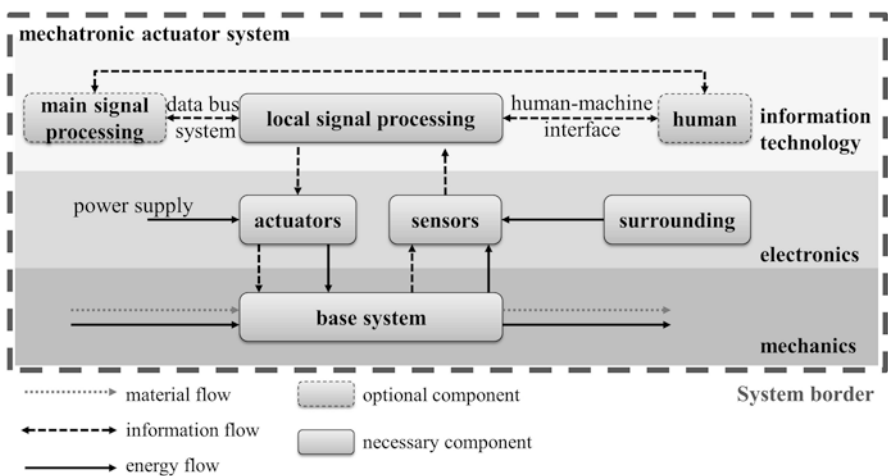 mechatronic actuator system
main signal
processing
data bus
system
local signal processing
human-machine
interface
human
information
technology
power supply
actuators
sensors
surrounding
electronics
base system
mechanics
System border
material flow
information flow
energy flow
optional component
necessary component